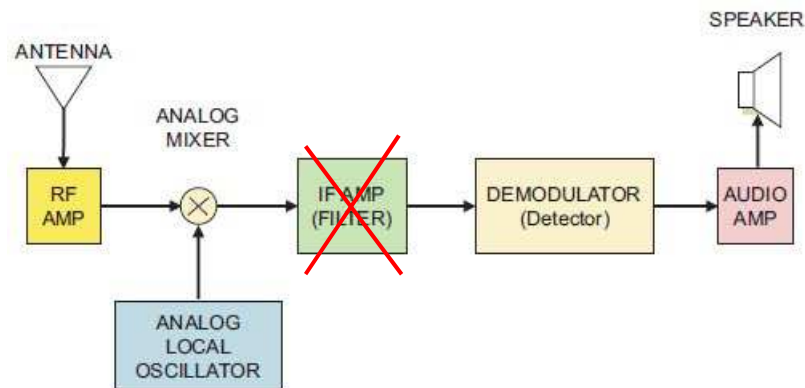 SPEAKER
ANTENNA
ANALOG
MIXER
RF
AMP
IF AMP
(FILTER)
DEMODULATOR
(Detector)
AUDIO
AMP
ANALOG
LOCAL
OSCILLATOR